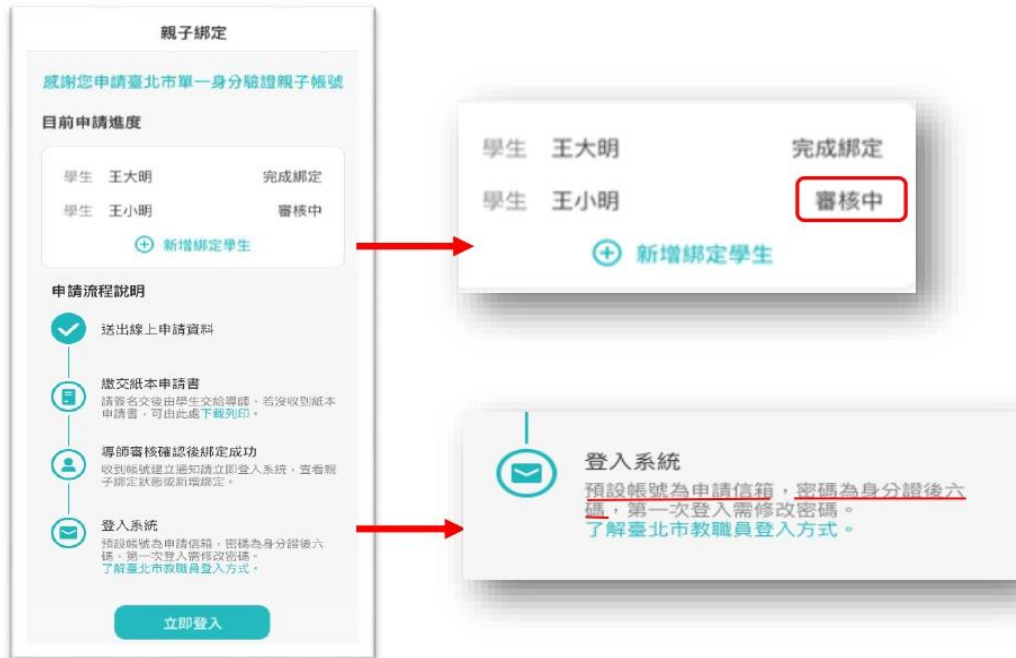 親子綁定
感謝您申請臺北市單一身分驗證親子帳號
目前申請進度
學生 王大明 完成綁定
學生 王小明 審核中
新增綁定學生
申請流程說明
送出線上申請資料
繳交紙本申請書
請簽名交後由學生交給導師，若沒收到紙本
申請書，可由此處下載列印。
導師審核確認後綁定成功
收到帳號建立通知請立即登入系統，查看親
子綁定狀態或新增綁定。
登入系統
預設帳號為申請信箱，密碼為身分證後六
碼，第一次登入需修改密碼。
了解臺北市教職員登入方式。
立即登入
學生 王大明 完成綁定
學生 王小明 審核中
新增綁定學生
登入系統
預設帳號為申請信箱，密碼為身分證後六
碼，第一次登入需修改密碼。
了解臺北市教職員登入方式。